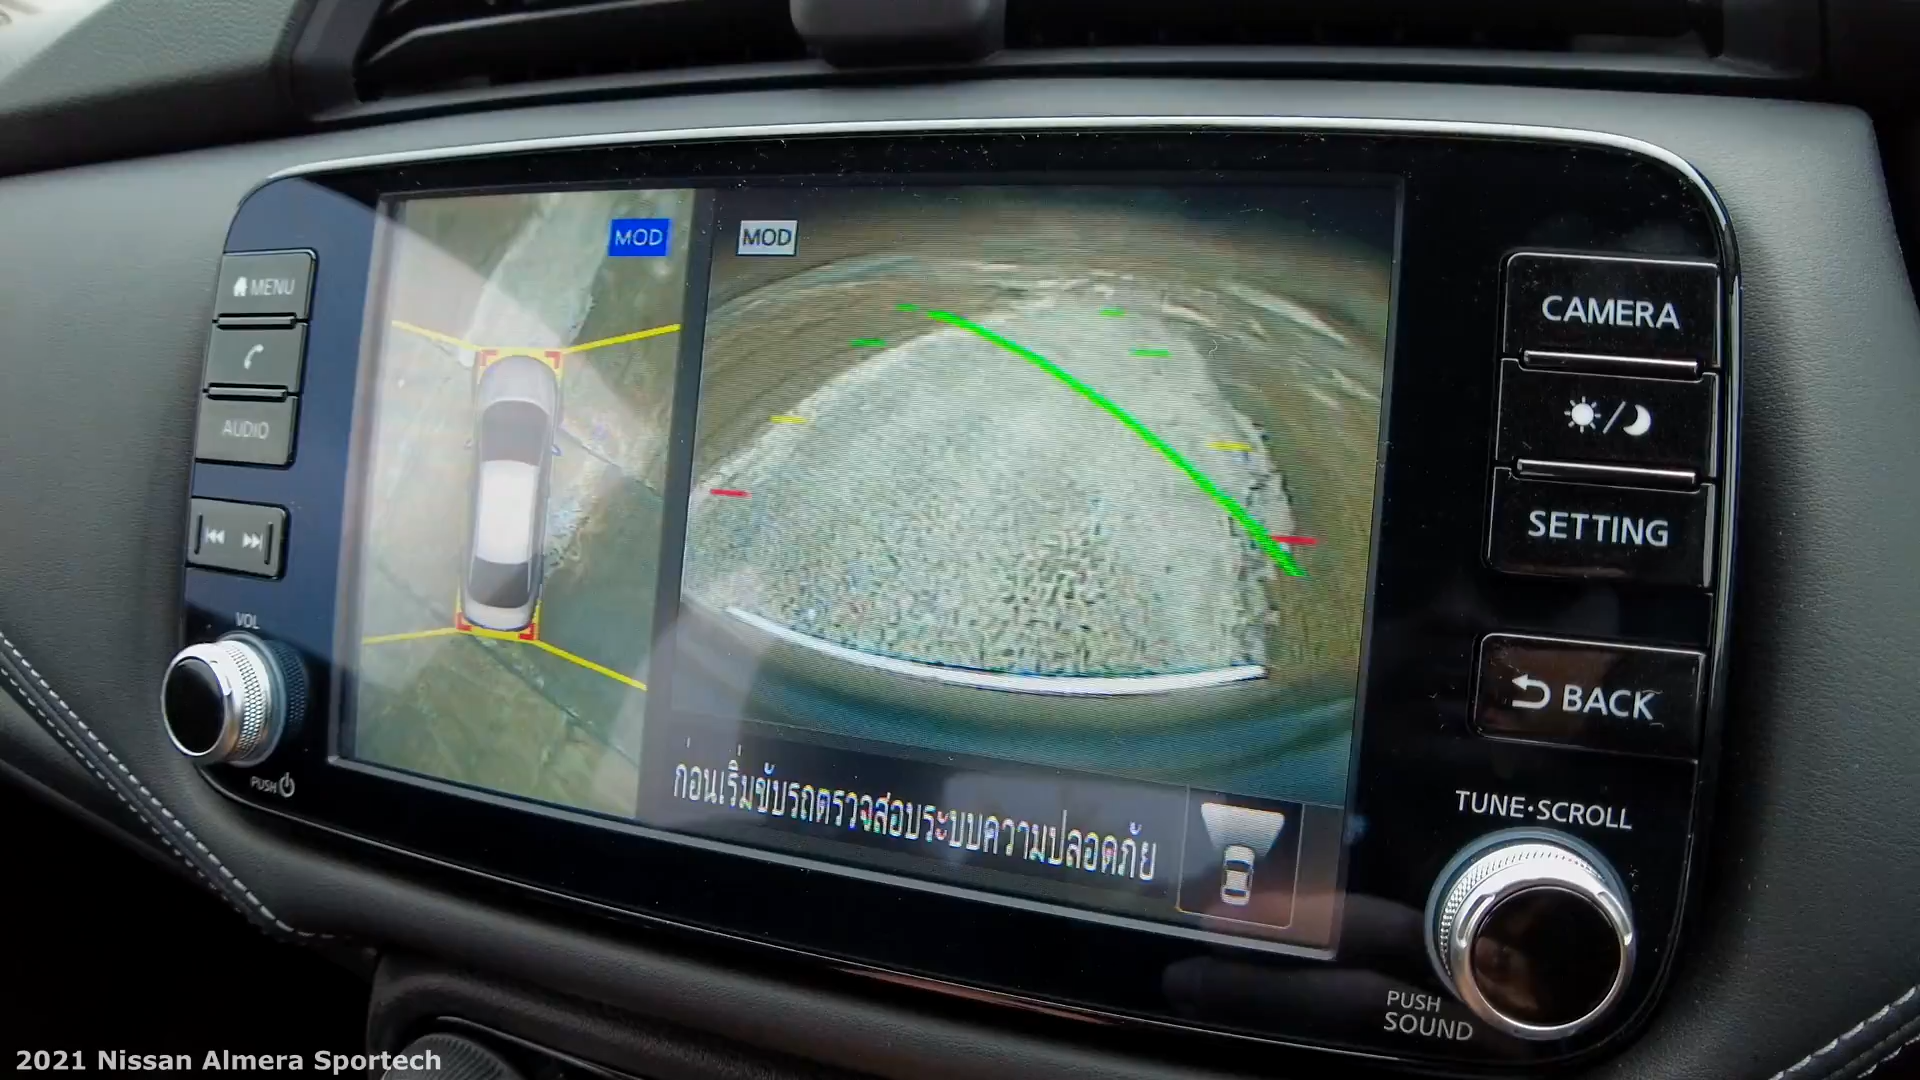 MENU
AUDIO
VOL
PUSH
MOD
MOD
ก่อนเริ่มขับรถตรวจสอบระบบความปลอดภัย
CAMERA
SETTING
BACK
TUNE·SCROLL
PUSH
SOUND
2021 Nissan Almera Sportech